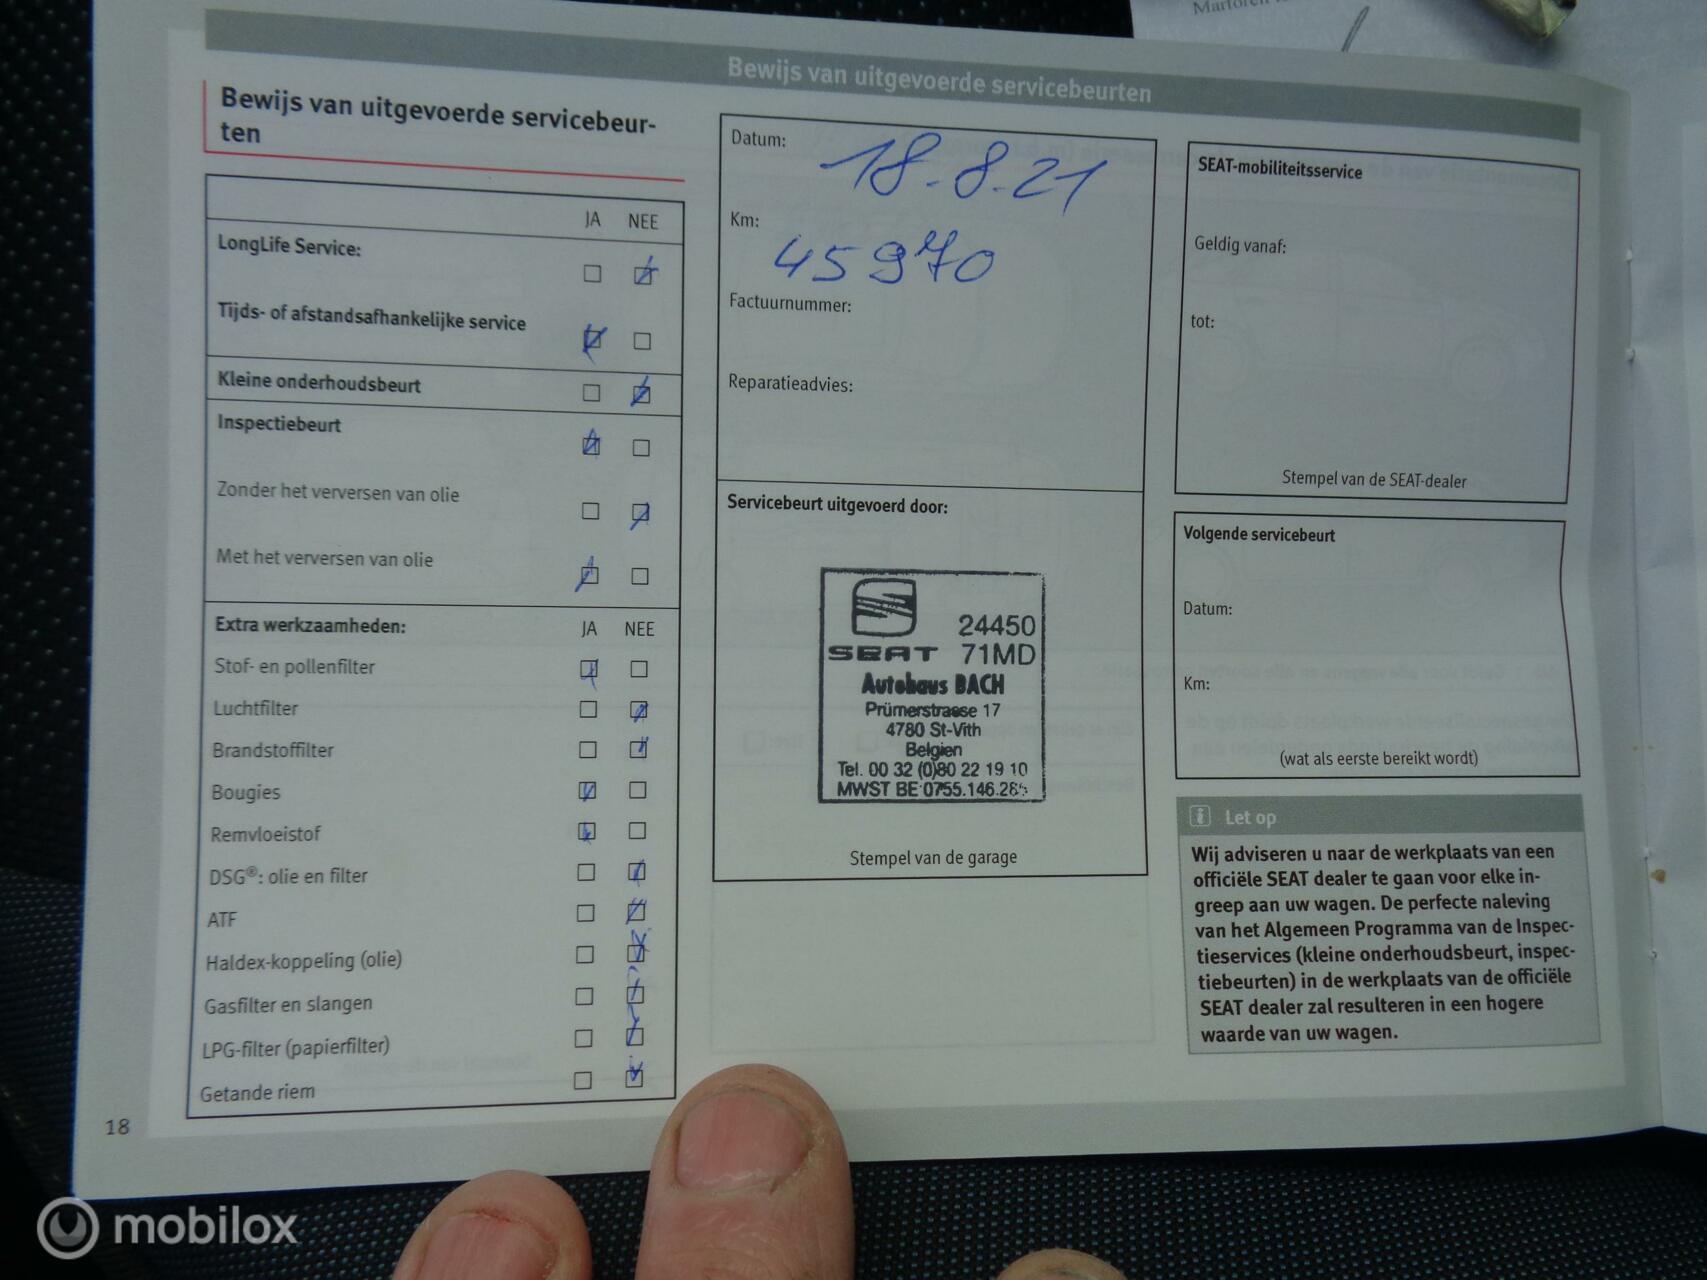 Bewijs van uitgevoerde servicebeurten
Bewijs van uitgevoerde servicebeur-
ten
JA NEE
LongLife Service:
Tijds- of afstandsafhankelijke service
Kleine onderhoudsbeurt
Inspectiebeurt
Zonder het verversen van olie
Met het verversen van olie
Extra werkzaamheden: JA NEE
Stof- en pollenfilter
Luchtfilter
Brandstoffilter
Bougies
Remvloeistof
DSG®: olie en filter
ATF
Haldex-koppeling (olie)
Gasfilter en slangen
LPG-filter (papierfilter)
Getande riem
18
Datum:
18.8.21
Km:
45970
Factuurnummer:
Reparatieadvies:
Servicebeurt uitgevoerd door:
24450
SEAT 71MD
Autohaus BACH
Prümerstrasse 17
4780 St-Vith
Belgien
Tel. 00 32 (0)80 22 19 10
MWST BE 0755.146.28
Stempel van de garage
SEAT-mobiliteitsservice
Geldig vanaf:
tot:
Stempel van de SEAT-dealer
Volgende servicebeurt
Datum:
Km:
(wat als eerste bereikt wordt)
i Let op
Wij adviseren u naar de werkplaats van een
officiële SEAT dealer te gaan voor elke in-
greep aan uw wagen. De perfecte naleving
van het Algemeen Programma van de Inspec-
tieservices (kleine onderhoudsbeurt, inspec-
tiebeurten) in de werkplaats van de officiële
SEAT dealer zal resulteren in een hogere
waarde van uw wagen.
mobilox